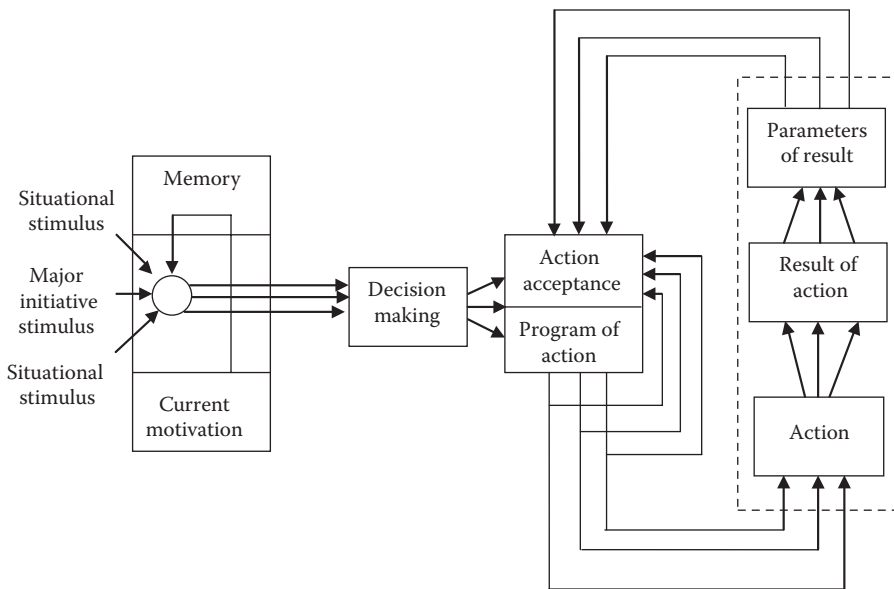 Memory
Situational
stimulus
Major
initiative
stimulus
Situational
stimulus
Current
motivation
Decision
making
Action
acceptance
Program of
action
Parameters
of result
Result of
action
Action